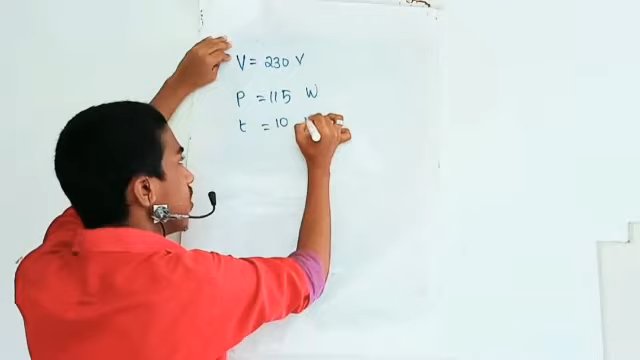 V = 230 V
P = 115 W
t = 10